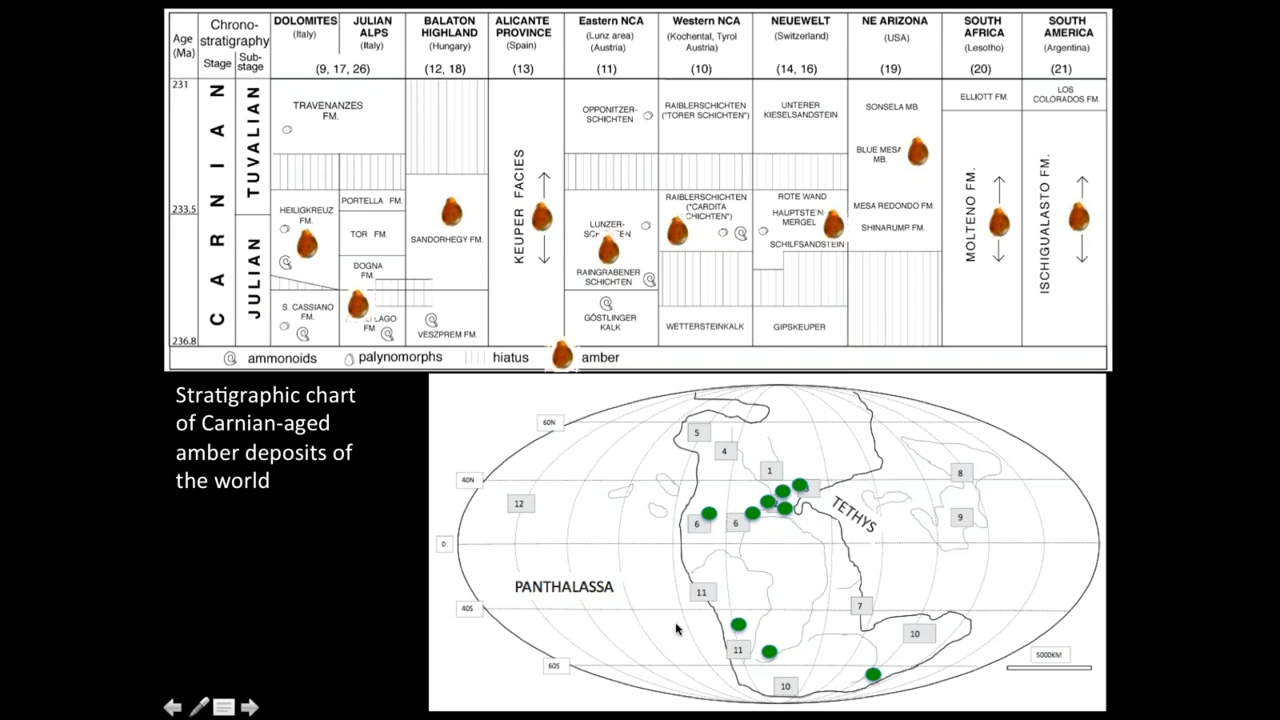 Age
(Ma)
Chrono-
stratigraphy
Stage
Sub-
stage
DOLOMITES
(Italy)
JULIAN
ALPS
(Italy)
(9, 17, 26)
BALATON
HIGHLAND
(Hungary)
(12, 18)
ALICANTE
PROVINCE
(Spain)
(13)
Eastern NCA
(Lunz area)
(Austria)
(11)
Western NCA
(Kochental, Tyrol
Austria)
(10)
NEUEWELT
(Switzerland)
(14, 16)
NE ARIZONA
(USA)
(19)
SOUTH
AFRICA
(Lesotho)
(20)
SOUTH
AMERICA
(Argentina)
(21)
231
233.5
236.8
CARNIAN
TUVALIAN
JULIAN
TRAVENANZES
FM.
HEILIGKREUZ
FM.
S. CASSIANO
FM.
PORTELLA FM.
TOR FM.
DOGNA
FM.
LAGO
FM.
SANDORHEGY FM.
VESZPREM FM.
KEUPER FACIES
OPPONITZER-
SCHICHTEN
LUNZER-
RAINGRABENER
SCHICHTEN
GÖSTLINGER
KALK
RAIBLERSCHICHTEN
("TORER SCHICHTEN")
RAIBLERSCHICHTEN
("CARDITA
CHICHTEN")
WETTERSTEINKALK
UNTERER
KIESELSANDSTEIN
ROTE WAND
HAUPTSTEIN
MERGEL
SCHILFSANDSTEIN
GIPSKEUPER
SONSELA MB.
BLUE MESA
MB.
MESA REDONDO FM.
SHINARUMP FM.
ELLIOTT FM.
MOLTENO FM.
LOS
COLORADOS FM.
ISCHIGUALASTO FM.
ammonoids
palynomorphs
hiatus
amber
Stratigraphic chart
of Carnian-aged
amber deposits of
the world
60N
40N
0
40S
60S
5
4
1
8
12
9
6
6
TETHYS
PANTHALASSA
11
7
10
11
10
5000KM